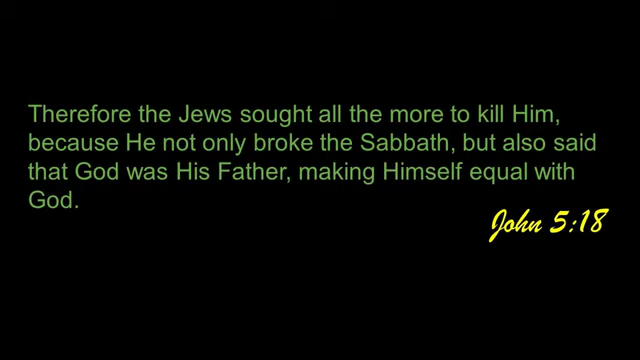 Therefore the Jews sought all the more to kill Him,
because He not only broke the Sabbath, but also said
that God was His Father, making Himself equal with
God.
John 5:18